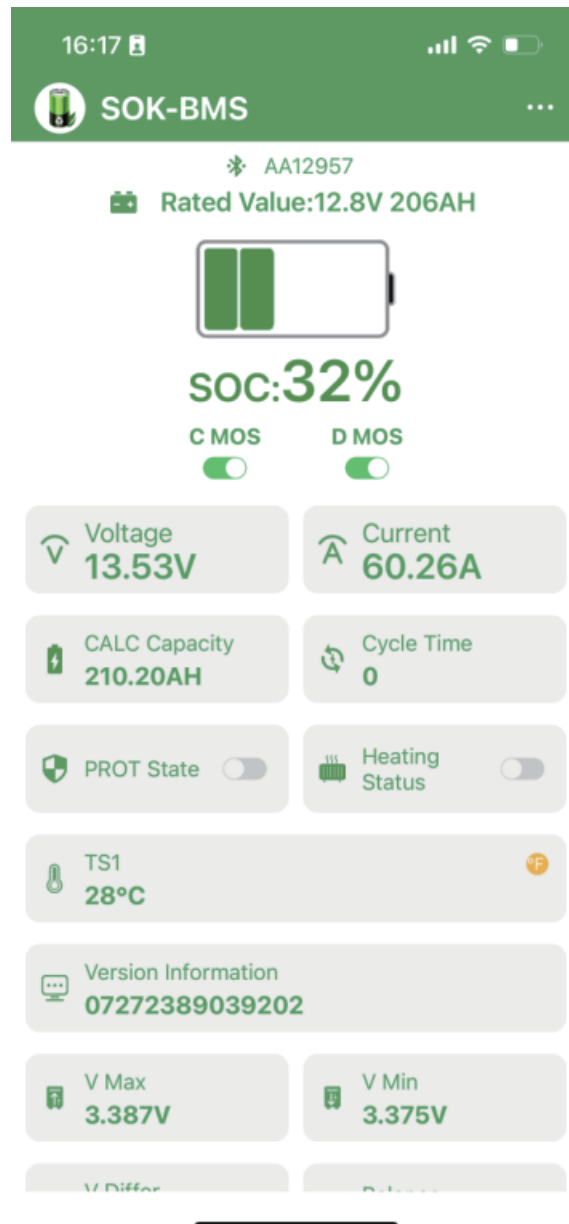 16:17
SOK-BMS
AA12957
Rated Value:12.8V 206AH
SOC:32%
C MOS D MOS
Voltage
13.53V
Current
60.26A
CALC Capacity
210.20AH
Cycle Time
0
PROT State
Heating
Status
TS1
28°C
°F
Version Information
07272389039202
V Max
3.387V
V Min
3.375V
V Differ